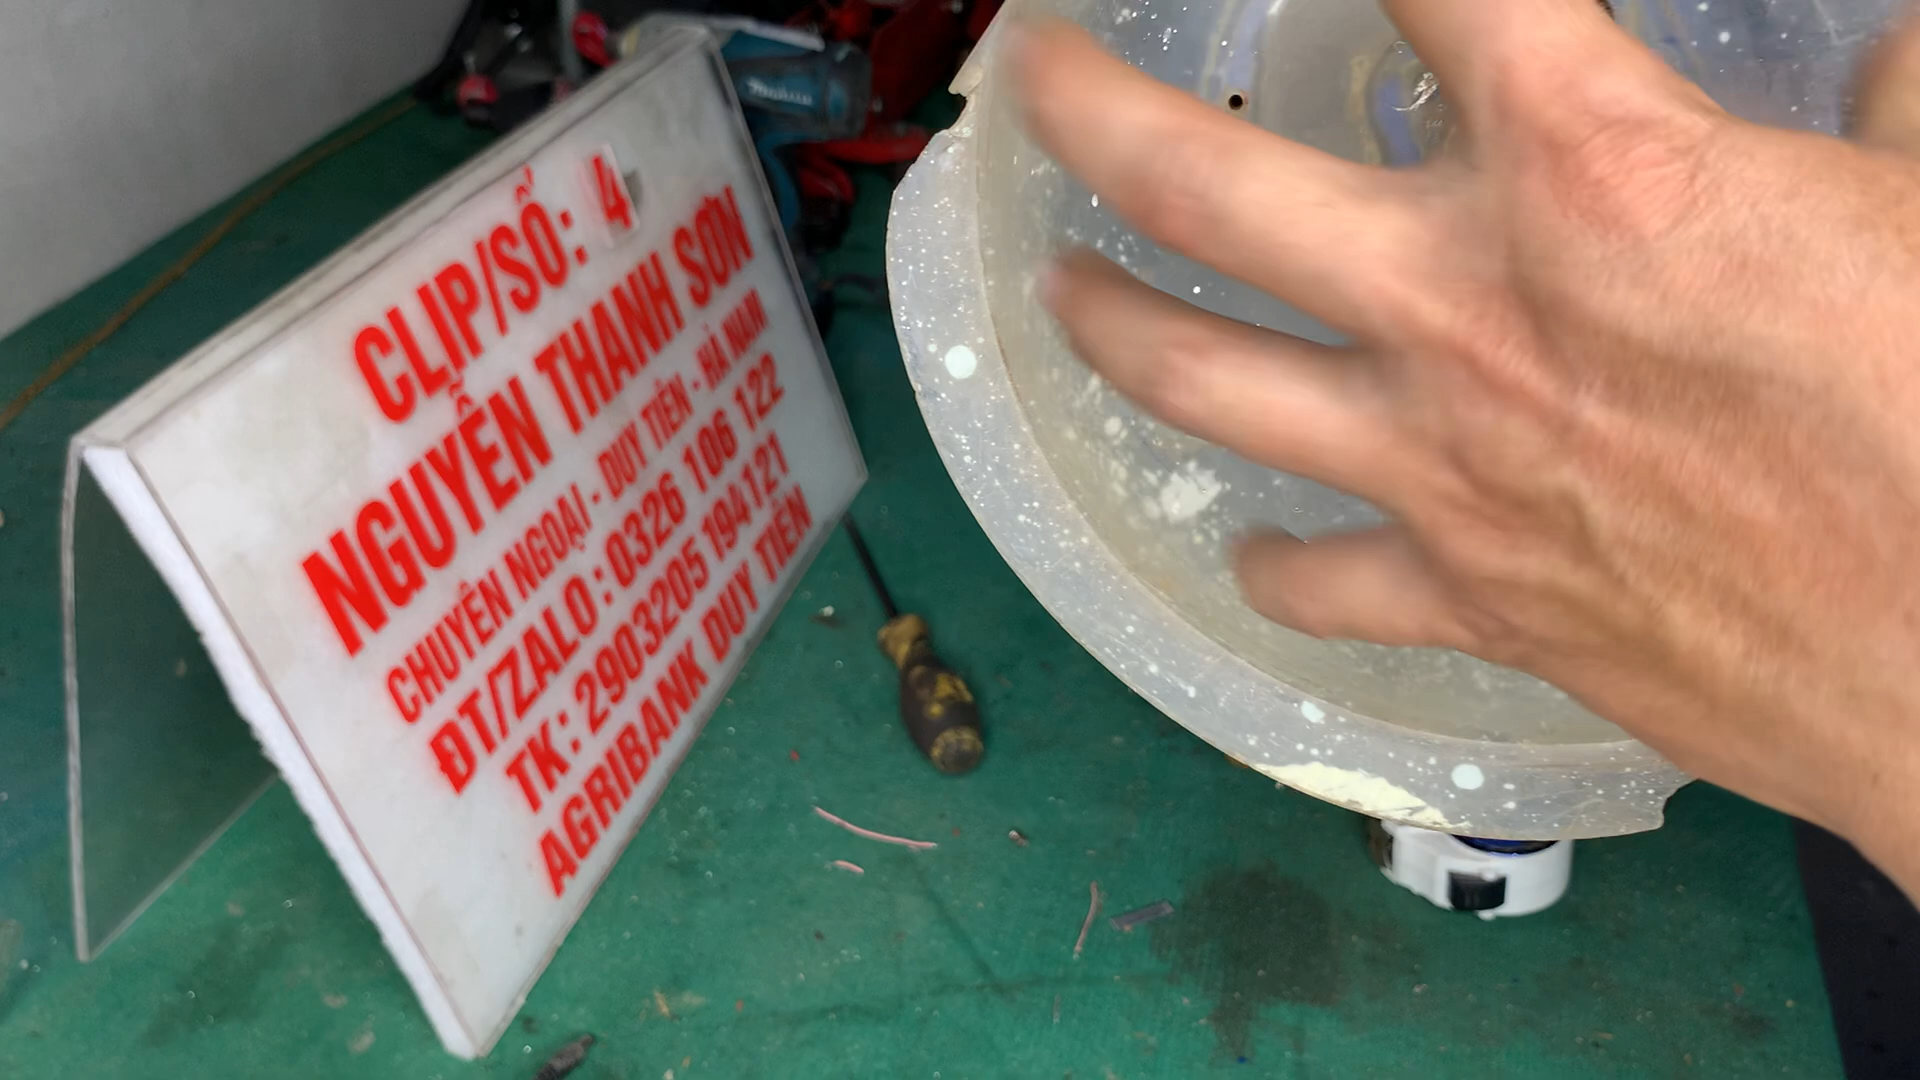 CLIP/SỐ: 4
NGUYỄN THANH SƠN
CHUYÊN NGOẠI - DUY TIÊN - HÀ NAM
ĐT/ZALO : 0326 106 122
TK: 2903205 194121
AGRIBANK DUY TIÊN
Makita